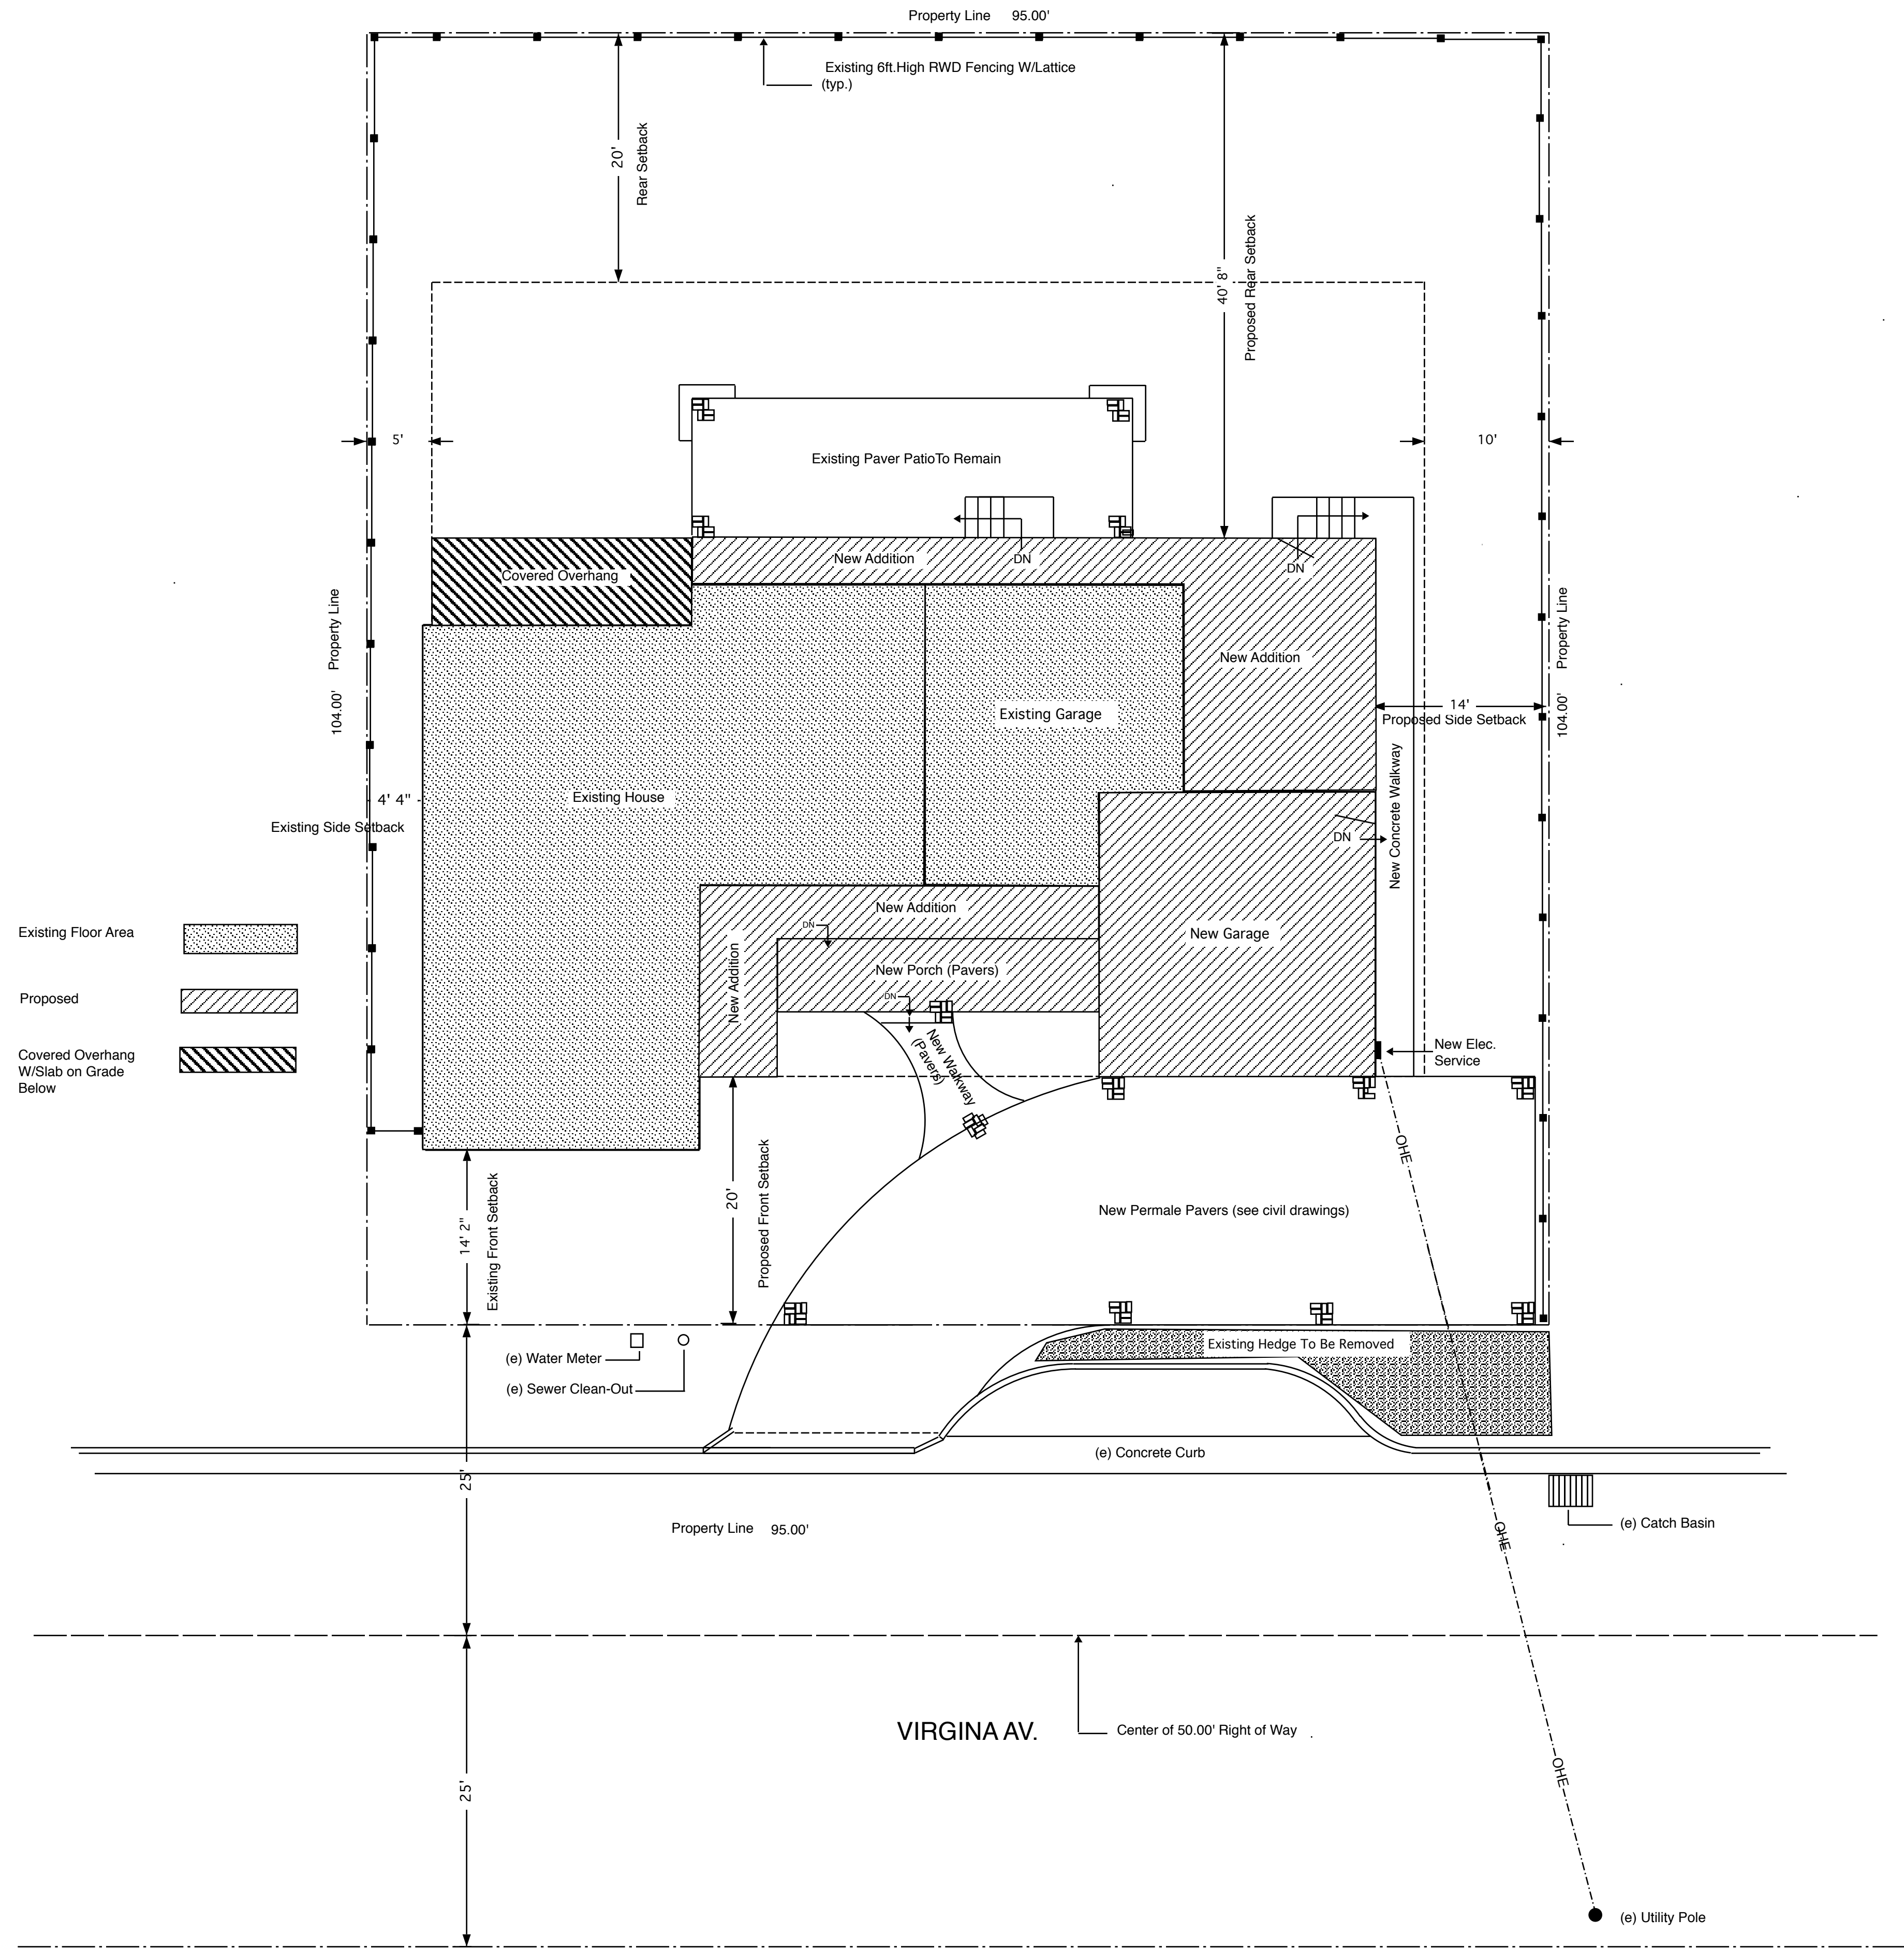 Property Line 95.00'
Existing 6ft.High RWD Fencing W/Lattice
(typ.)
20'
Rear Setback
40' 8"
Proposed Rear Setback
5'
10'
Existing Paver PatioTo Remain
New Addition
DN
DN
Covered Overhang
Property Line
104.00'
Property Line
104.00'
New Addition
Existing Garage
14'
Proposed Side Setback
New Concrete Walkway
Existing House
4' 4"
Existing Side Setback
DN
New Addition
New Garage
DN
New Addition
New Porch (Pavers)
DN
New Walkway
(Pavers)
Existing Floor Area
Proposed
Covered Overhang
W/Slab on Grade
Below
New Elec.
Service
OHE
14' 2"
Existing Front Setback
20'
Proposed Front Setback
New Permale Pavers (see civil drawings)
Existing Hedge To Be Removed
(e) Water Meter
(e) Sewer Clean-Out
(e) Concrete Curb
25'
Property Line 95.00'
(e) Catch Basin
OHE
VIRGINA AV.
Center of 50.00' Right of Way
25'
OHE
(e) Utility Pole